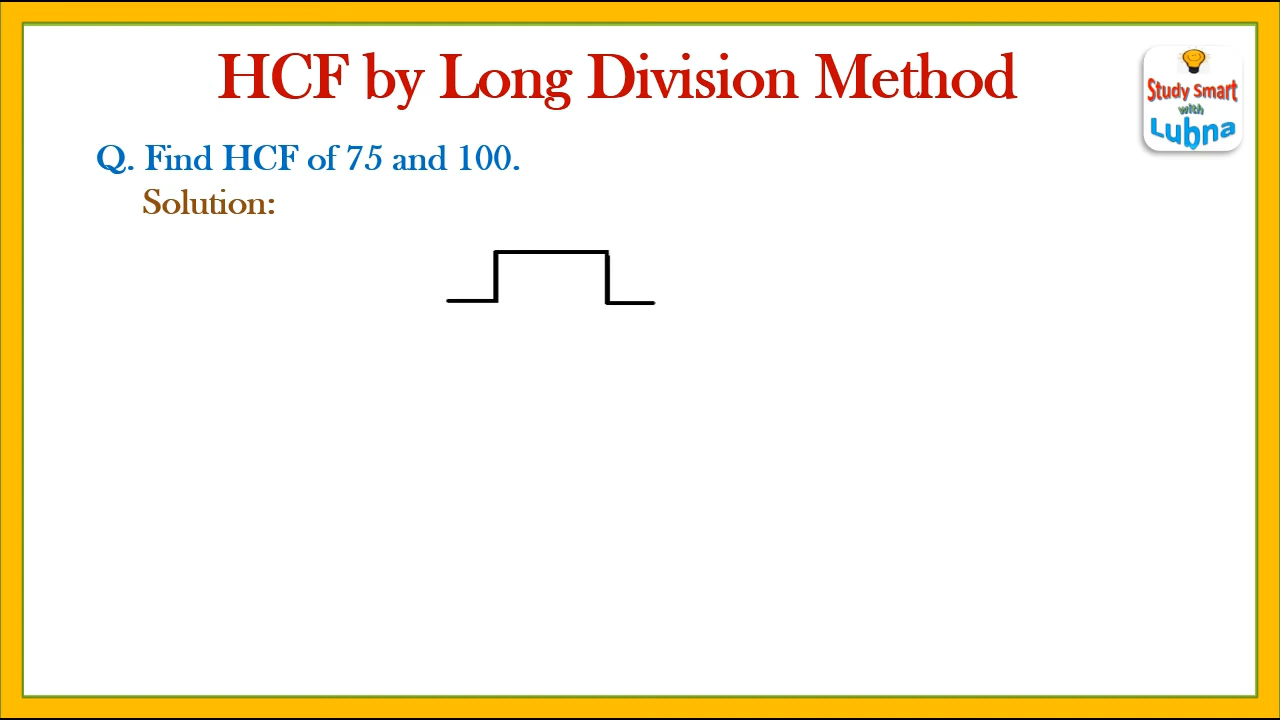 HCF by Long Division Method
Study Smart
with
Lubna
Q. Find HCF of 75 and 100.
Solution: